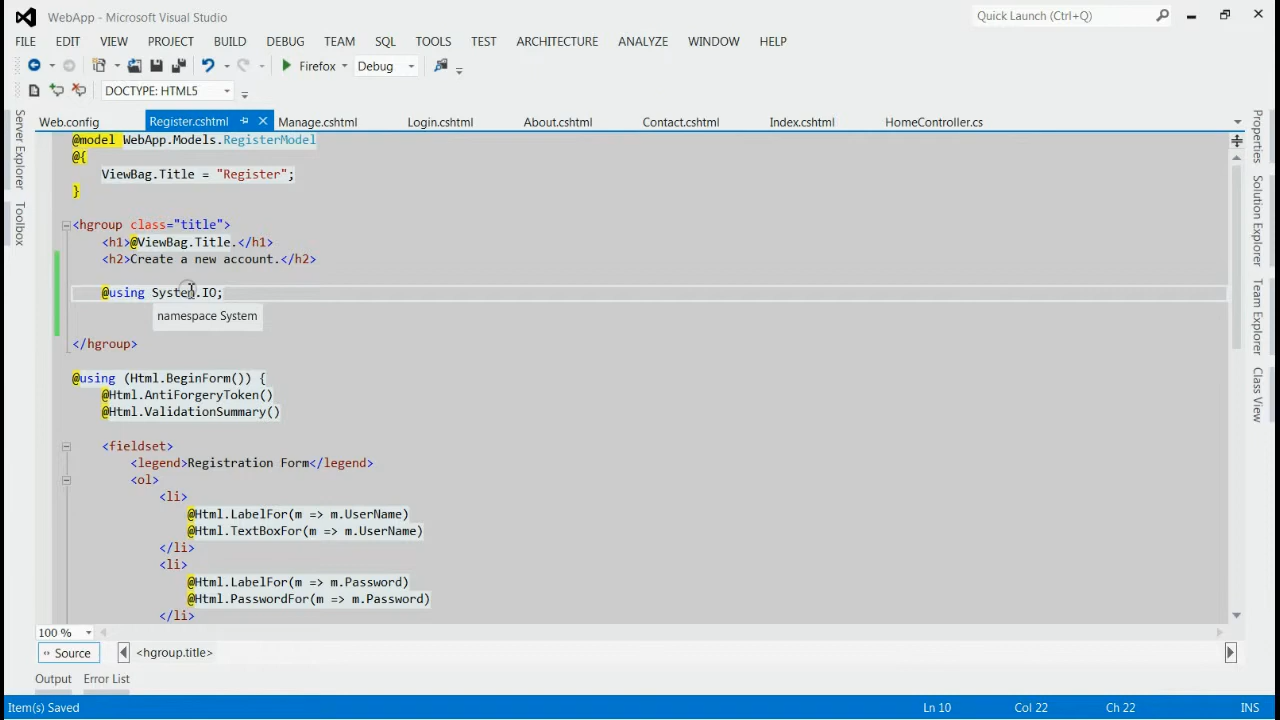 WebApp - Microsoft Visual Studio
Quick Launch (Ctrl+Q)
FILE EDIT VIEW PROJECT BUILD DEBUG TEAM SQL TOOLS TEST ARCHITECTURE ANALYZE WINDOW HELP
Firefox Debug
DOCTYPE: HTML5
Server Explorer
Toolbox
Web.config Register.cshtml Manage.cshtml Login.cshtml About.cshtml Contact.cshtml Index.cshtml HomeController.cs
@model WebApp.Models.RegisterModel
@{
ViewBag.Title = "Register";
}
<hgroup class="title">
<h1>@ViewBag.Title.</h1>
<h2>Create a new account.</h2>
@using System.IO;
namespace System
</hgroup>
@using (Html.BeginForm()) {
@Html.AntiForgeryToken()
@Html.ValidationSummary()
<fieldset>
<legend>Registration Form</legend>
<ol>
<li>
@Html.LabelFor(m => m.UserName)
@Html.TextBoxFor(m => m.UserName)
</li>
<li>
@Html.LabelFor(m => m.Password)
@Html.PasswordFor(m => m.Password)
</li>
Properties
Solution Explorer
Team Explorer
Class View
100 %
Source <hgroup.title>
Output Error List
Item(s) Saved Ln 10 Col 22 Ch 22 INS